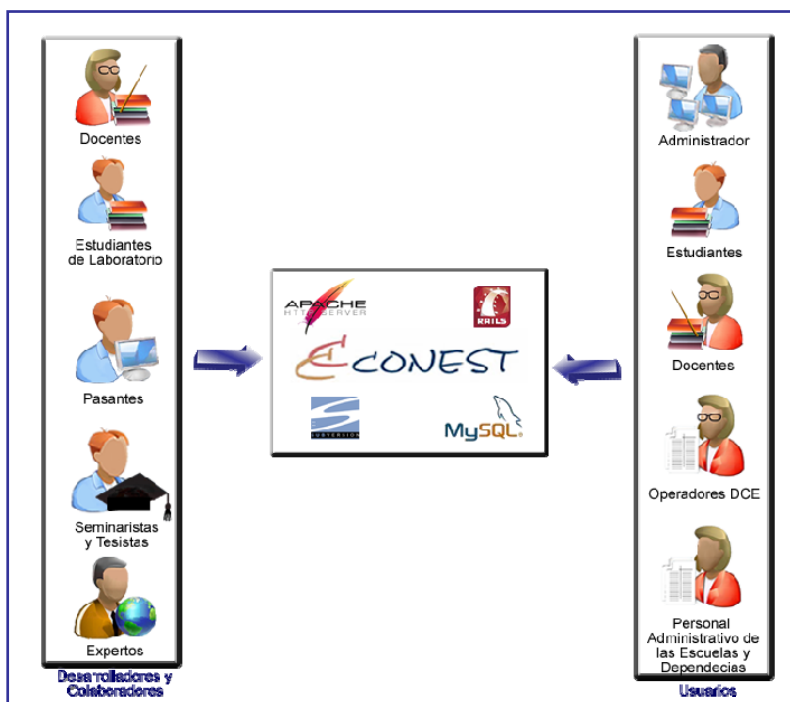 Docentes
Estudiantes
de Laboratorio
Pasantes
Seminaristas
y Tesistas
Expertos
Desarrolladores y
Colaboradores
APACHE
HTTP SERVER
RAILS
CONEST
SUBVERSION
MySQL®
Administrador
Estudiantes
Docentes
Operadores DCE
Personal
Administrativo de
las Escuelas y
Dependecias
Usuarios